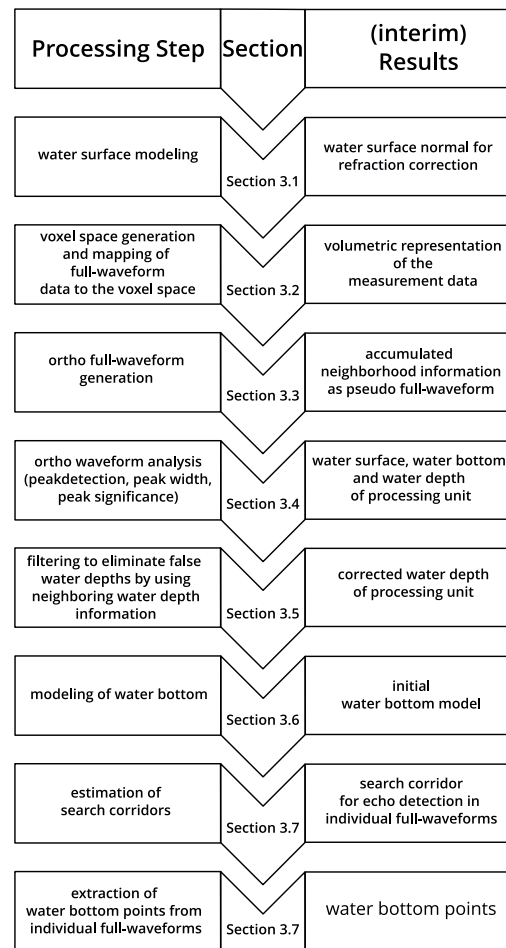 Processing Step
Section
(interim)
Results
water surface modeling
Section 3.1
water surface normal for
refraction correction
voxel space generation
and mapping of
full-waveform
data to the voxel space
Section 3.2
volumetric representation
of the
measurement data
ortho full-waveform
generation
Section 3.3
accumulated
neighborhood information
as pseudo full-waveform
ortho waveform analysis
(peakdetection, peak width,
peak significance)
Section 3.4
water surface, water bottom
and water depth
of processing unit
filtering to eliminate false
water depths by using
neighboring water depth
information
Section 3.5
corrected water depth
of processing unit
modeling of water bottom
Section 3.6
initial
water bottom model
estimation of
search corridors
Section 3.7
search corridor
for echo detection in
individual full-waveforms
extraction of
water bottom points from
individual full-waveforms
Section 3.7
water bottom points